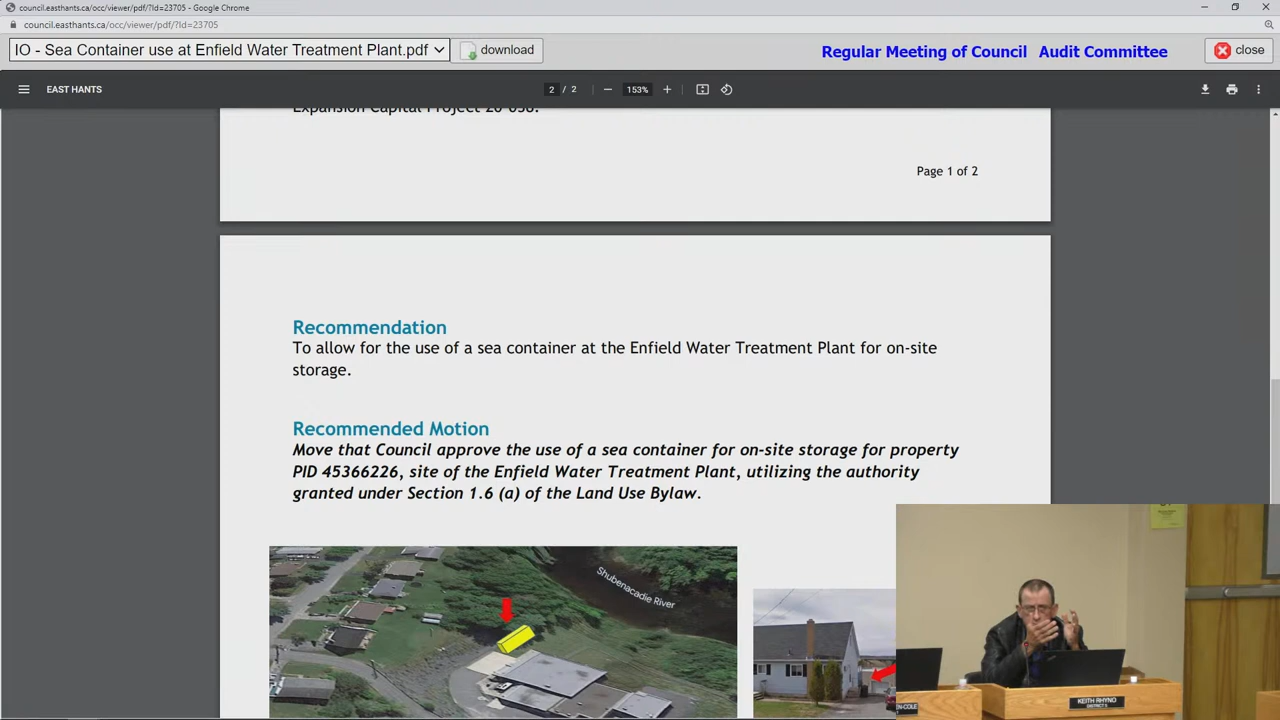 council.easthants.ca/occ/viewer/pdf/?Id=23705 - Google Chrome
council.easthants.ca/occ/viewer/pdf/?Id=23705
IO - Sea Container use at Enfield Water Treatment Plant.pdf
download
Regular Meeting of Council Audit Committee
close
EAST HANTS
2 / 2
153%
Expansion Capital Project 20-038.
Page 1 of 2
Recommendation
To allow for the use of a sea container at the Enfield Water Treatment Plant for on-site
storage.
Recommended Motion
Move that Council approve the use of a sea container for on-site storage for property
PID 45366226, site of the Enfield Water Treatment Plant, utilizing the authority
granted under Section 1.6 (a) of the Land Use Bylaw.
Shubenacadie River
EN-COLE
KEITH RHYNO